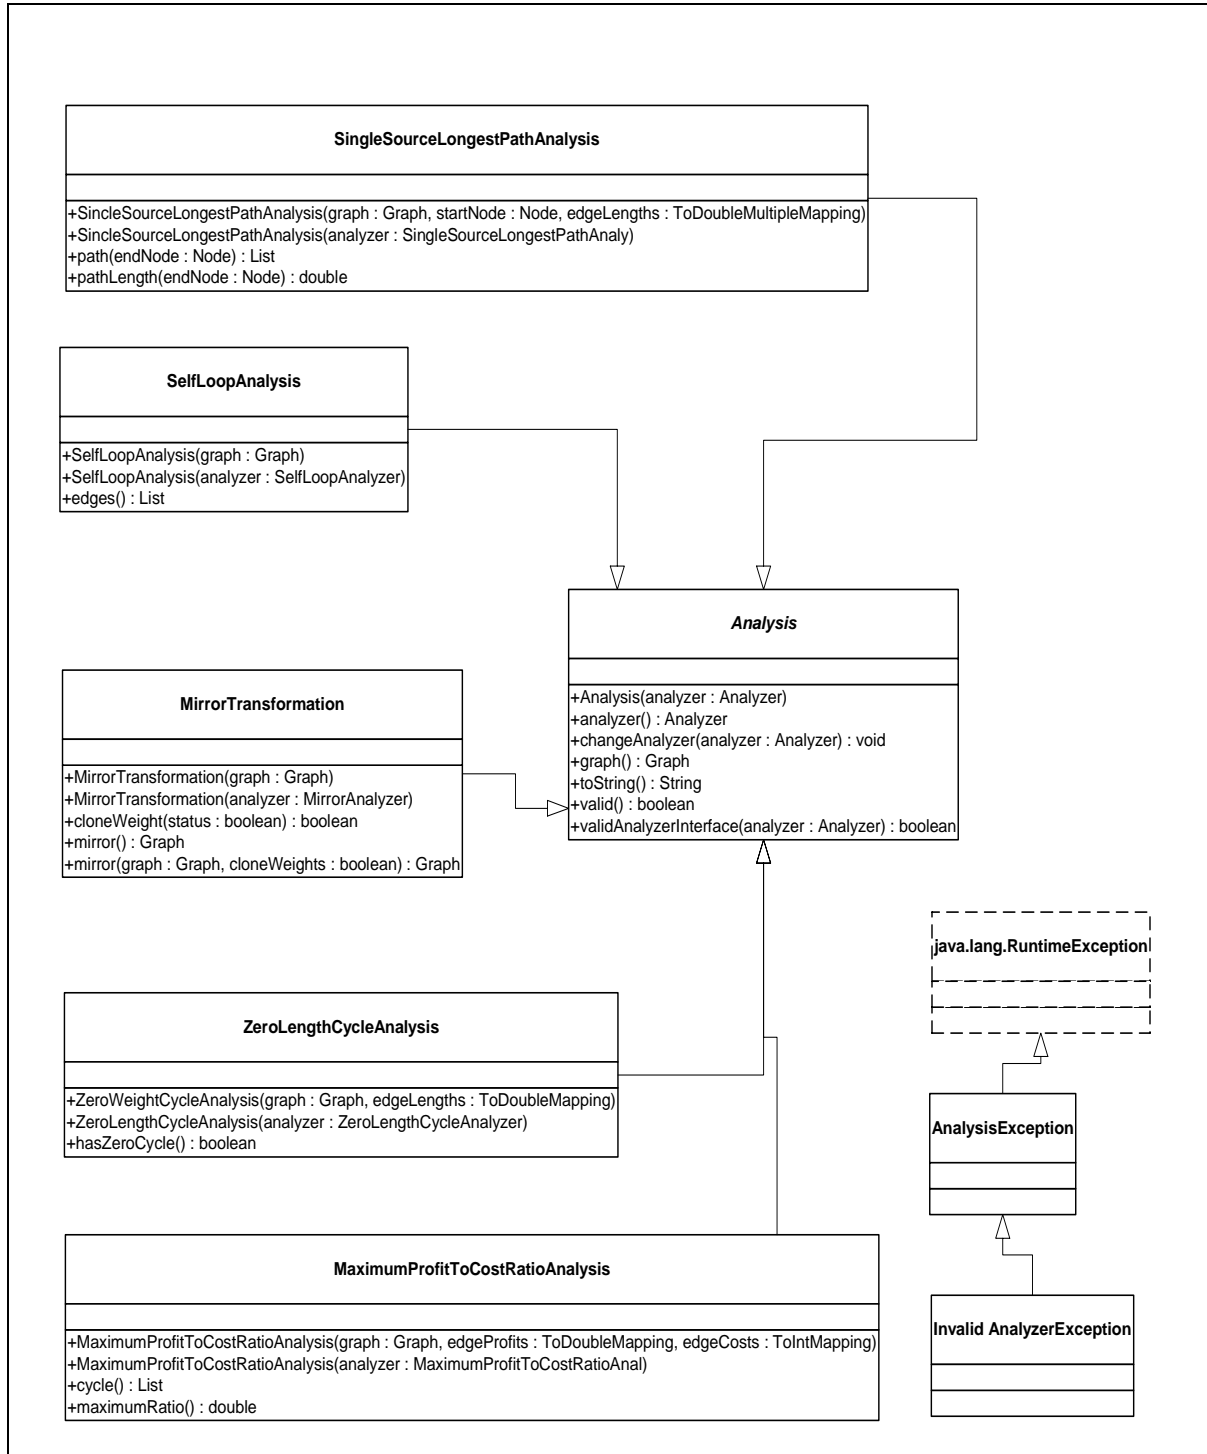 SingleSourceLongestPathAnalysis
+SincleSourceLongestPathAnalysis(graph : Graph, startNode : Node, edgeLengths : ToDoubleMultipleMapping)
+SincleSourceLongestPathAnalysis(analyzer : SingleSourceLongestPathAnaly)
+path(endNode : Node) : List
+pathLength(endNode : Node) : double
SelfLoopAnalysis
+SelfLoopAnalysis(graph : Graph)
+SelfLoopAnalysis(analyzer : SelfLoopAnalyzer)
+edges() : List
Analysis
+Analysis(analyzer : Analyzer)
+analyzer() : Analyzer
+changeAnalyzer(analyzer : Analyzer) : void
+graph() : Graph
+toString() : String
+valid() : boolean
+validAnalyzerInterface(analyzer : Analyzer) : boolean
MirrorTransformation
+MirrorTransformation(graph : Graph)
+MirrorTransformation(analyzer : MirrorAnalyzer)
+cloneWeight(status : boolean) : boolean
+mirror() : Graph
+mirror(graph : Graph, cloneWeights : boolean) : Graph
java.lang.RuntimeException
ZeroLengthCycleAnalysis
+ZeroWeightCycleAnalysis(graph : Graph, edgeLengths : ToDoubleMapping)
+ZeroLengthCycleAnalysis(analyzer : ZeroLengthCycleAnalyzer)
+hasZeroCycle() : boolean
AnalysisException
MaximumProfitToCostRatioAnalysis
+MaximumProfitToCostRatioAnalysis(graph : Graph, edgeProfits : ToDoubleMapping, edgeCosts : ToIntMapping)
+MaximumProfitToCostRatioAnalysis(analyzer : MaximumProfitToCostRatioAnal)
+cycle() : List
+maximumRatio() : double
Invalid AnalyzerException